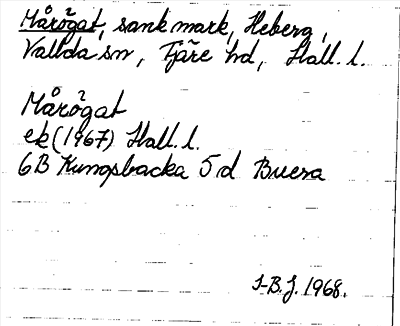 Mårögat, sank mark, Heberg,
Vallda sn, Fjäre hd, Hall. l.
Mårögat
ek (1967) Hall. l.
6B Kungsbacka 5 d Buera
I-B.J. 1968.